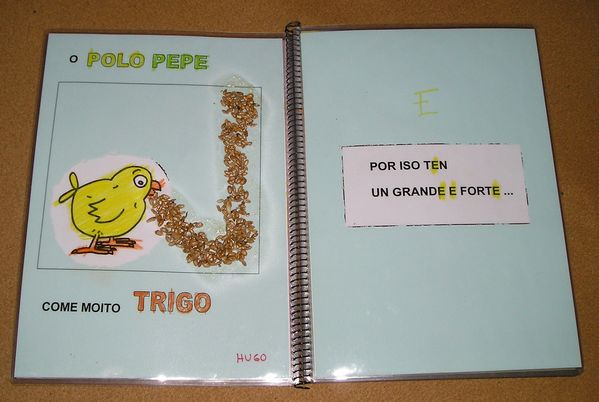 O POLO PEPE
COME MOITO TRIGO
HUGO
E
POR ISO TEN
UN GRANDE E FORTE ...